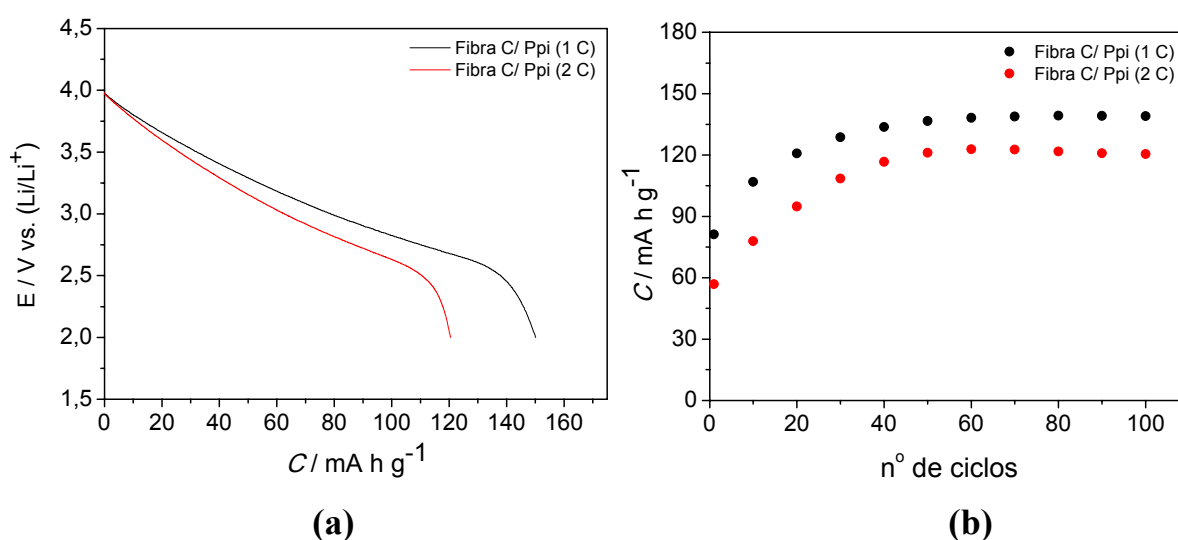 4,5
4,0
3,5
3,0
2,5
2,0
1,5
E / V vs. (Li/Li⁺)
Fibra C/ Ppi (1 C)
Fibra C/ Ppi (2 C)
0 20 40 60 80 100 120 140 160
C / mA h g⁻¹
(a)
180
150
120
90
60
30
0
C / mA h g⁻¹
Fibra C/ Ppi (1 C)
Fibra C/ Ppi (2 C)
0 20 40 60 80 100
nº de ciclos
(b)